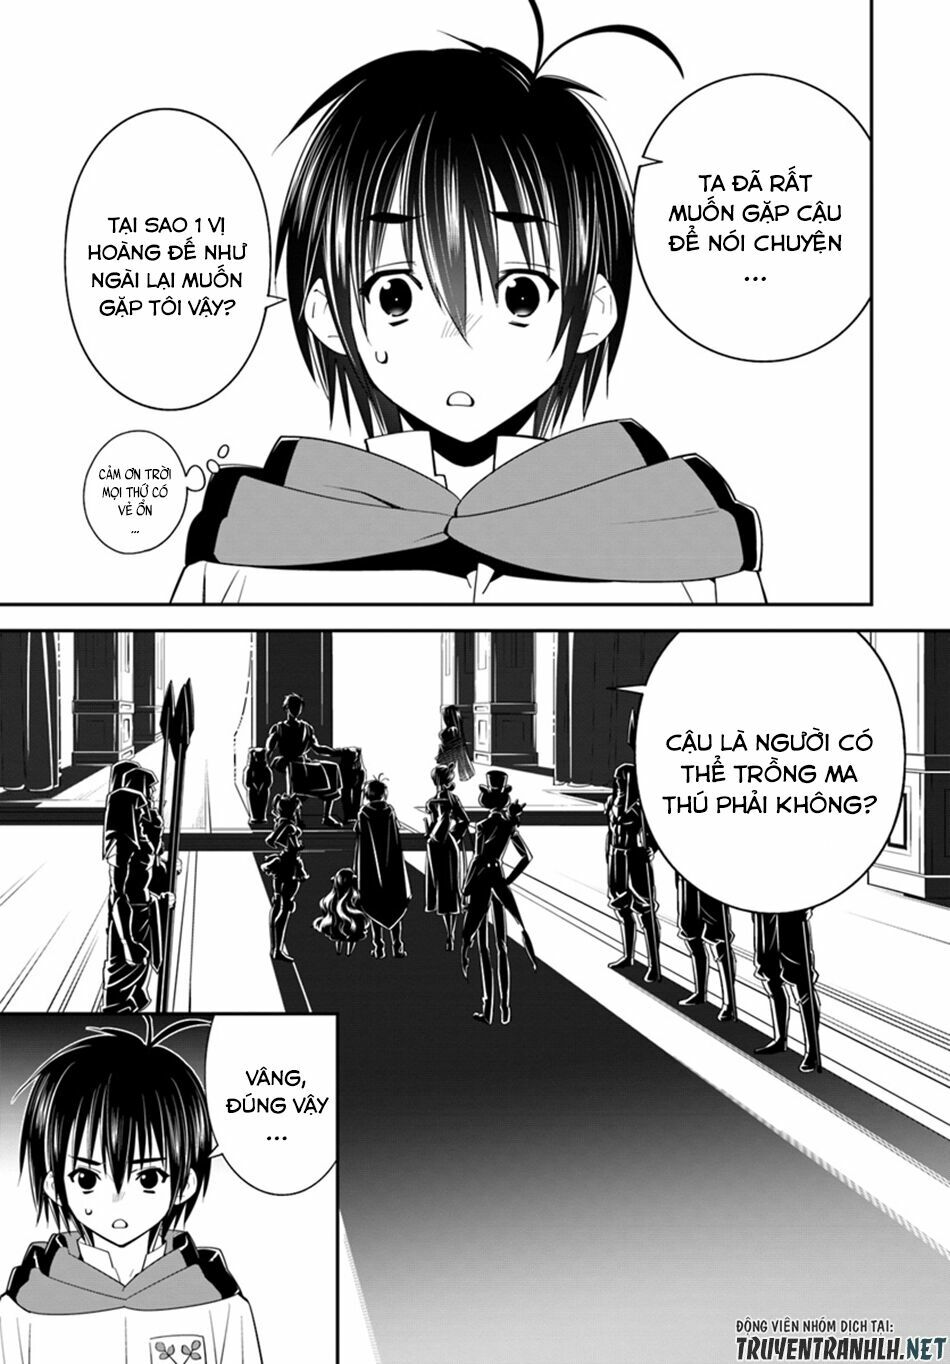 TA ĐÃ RẤT
MUỐN GẶP CẬU
ĐỂ NÓI CHUYỆN
...
TẠI SAO 1 VỊ
HOÀNG ĐẾ NHƯ
NGÀI LẠI MUỐN
GẶP TÔI VẬY?
CẢM ƠN TRỜI
MỌI THỨ CÓ
VẺ ỔN
...
CẬU LÀ NGƯỜI CÓ
THỂ TRỒNG MA
THÚ PHẢI KHÔNG?
VÂNG,
ĐÚNG VẬY
...
ĐỘNG VIÊN NHÓM DỊCH TẠI:
TRUYENTRANHLH.NET